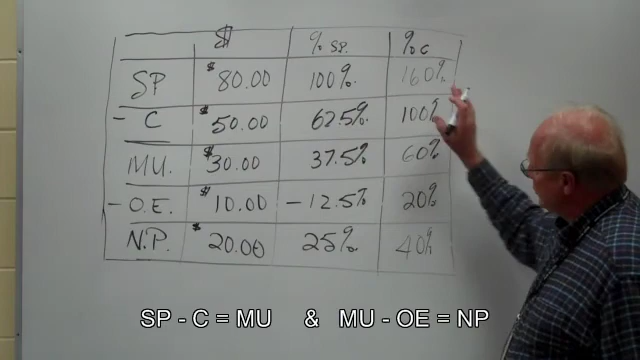 $ % SP. % C
SP $ 80.00 100% 160%
- C $ 50.00 62.5% 100%
MU. $ 30.00 37.5% 60%
- O.E. $ 10.00 - 12.5% 20%
N.P. $ 20.00 25% 40%
SP - C = MU & MU - OE = NP